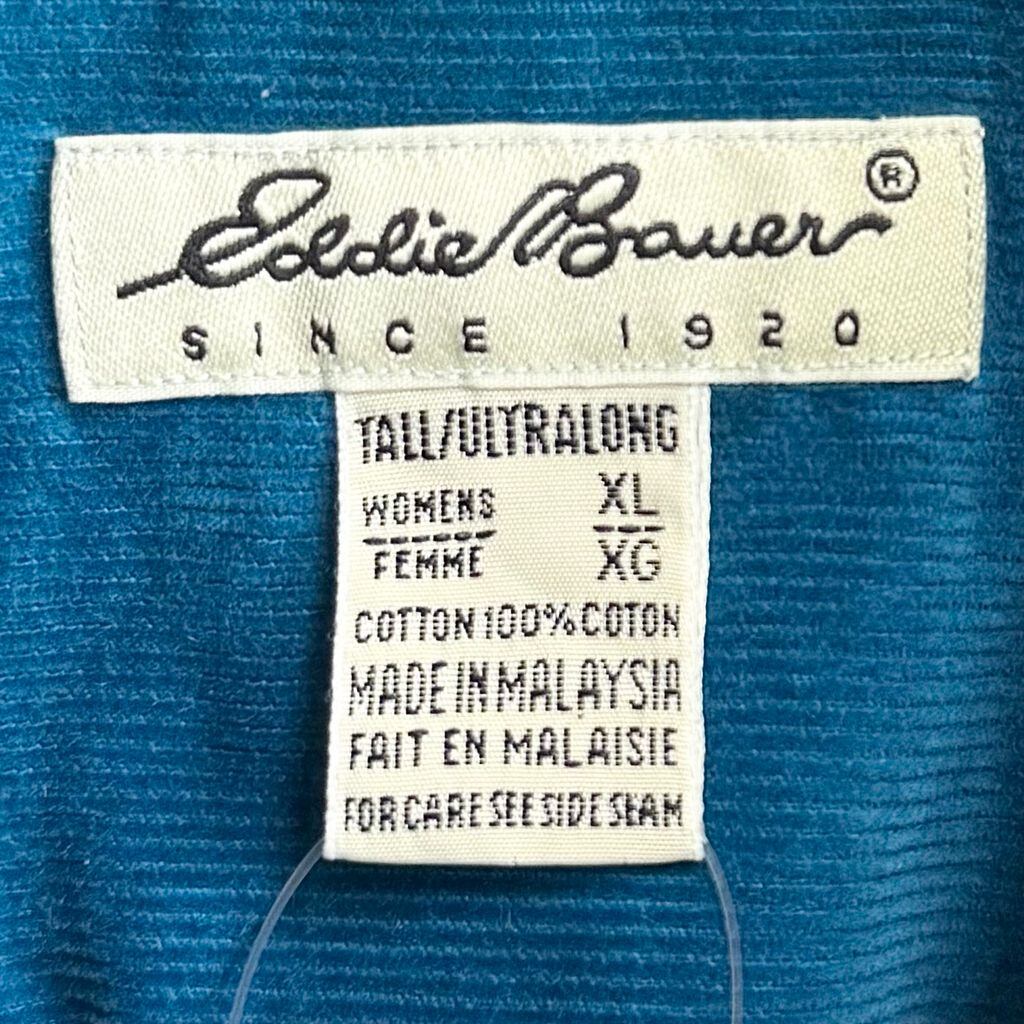 Eddie Bauer®
SINCE 1920
TALL/ULTRALONG
WOMENS XL
FEMME XG
COTTON 100% COTON
MADE IN MALAYSIA
FAIT EN MALAISIE
FOR CARE SEE SIDE SEAM